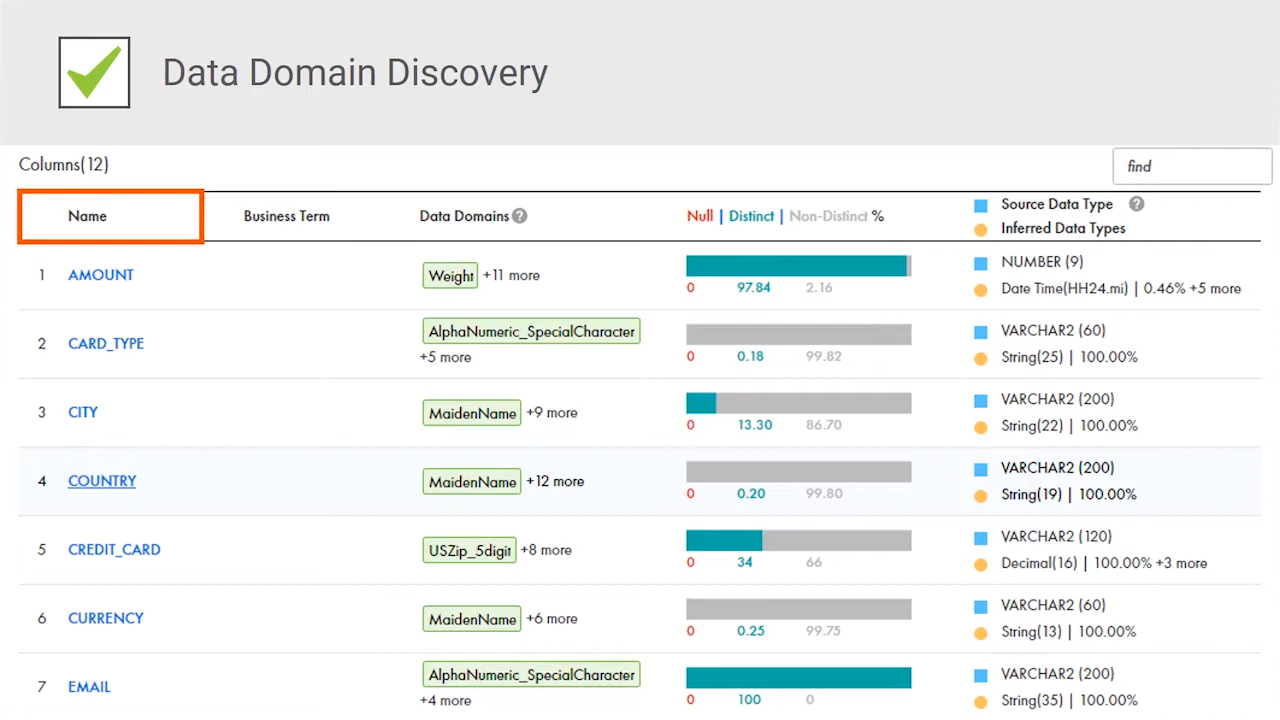 Data Domain Discovery
Columns(12)
find
Name Business Term Data Domains ? Null | Distinct | Non-Distinct % Source Data Type ?
Inferred Data Types
1 AMOUNT Weight +11 more 0 97.84 2.16 NUMBER (9)
Date Time(HH24.mi) | 0.46% +5 more
2 CARD_TYPE AlphaNumeric_SpecialCharacter +5 more 0 0.18 99.82 VARCHAR2 (60)
String(25) | 100.00%
3 CITY MaidenName +9 more 0 13.30 86.70 VARCHAR2 (200)
String(22) | 100.00%
4 COUNTRY MaidenName +12 more 0 0.20 99.80 VARCHAR2 (200)
String(19) | 100.00%
5 CREDIT_CARD USZip_5digit +8 more 0 34 66 VARCHAR2 (120)
Decimal(16) | 100.00% +3 more
6 CURRENCY MaidenName +6 more 0 0.25 99.75 VARCHAR2 (60)
String(13) | 100.00%
7 EMAIL AlphaNumeric_SpecialCharacter +4 more 0 100 0 VARCHAR2 (200)
String(35) | 100.00%